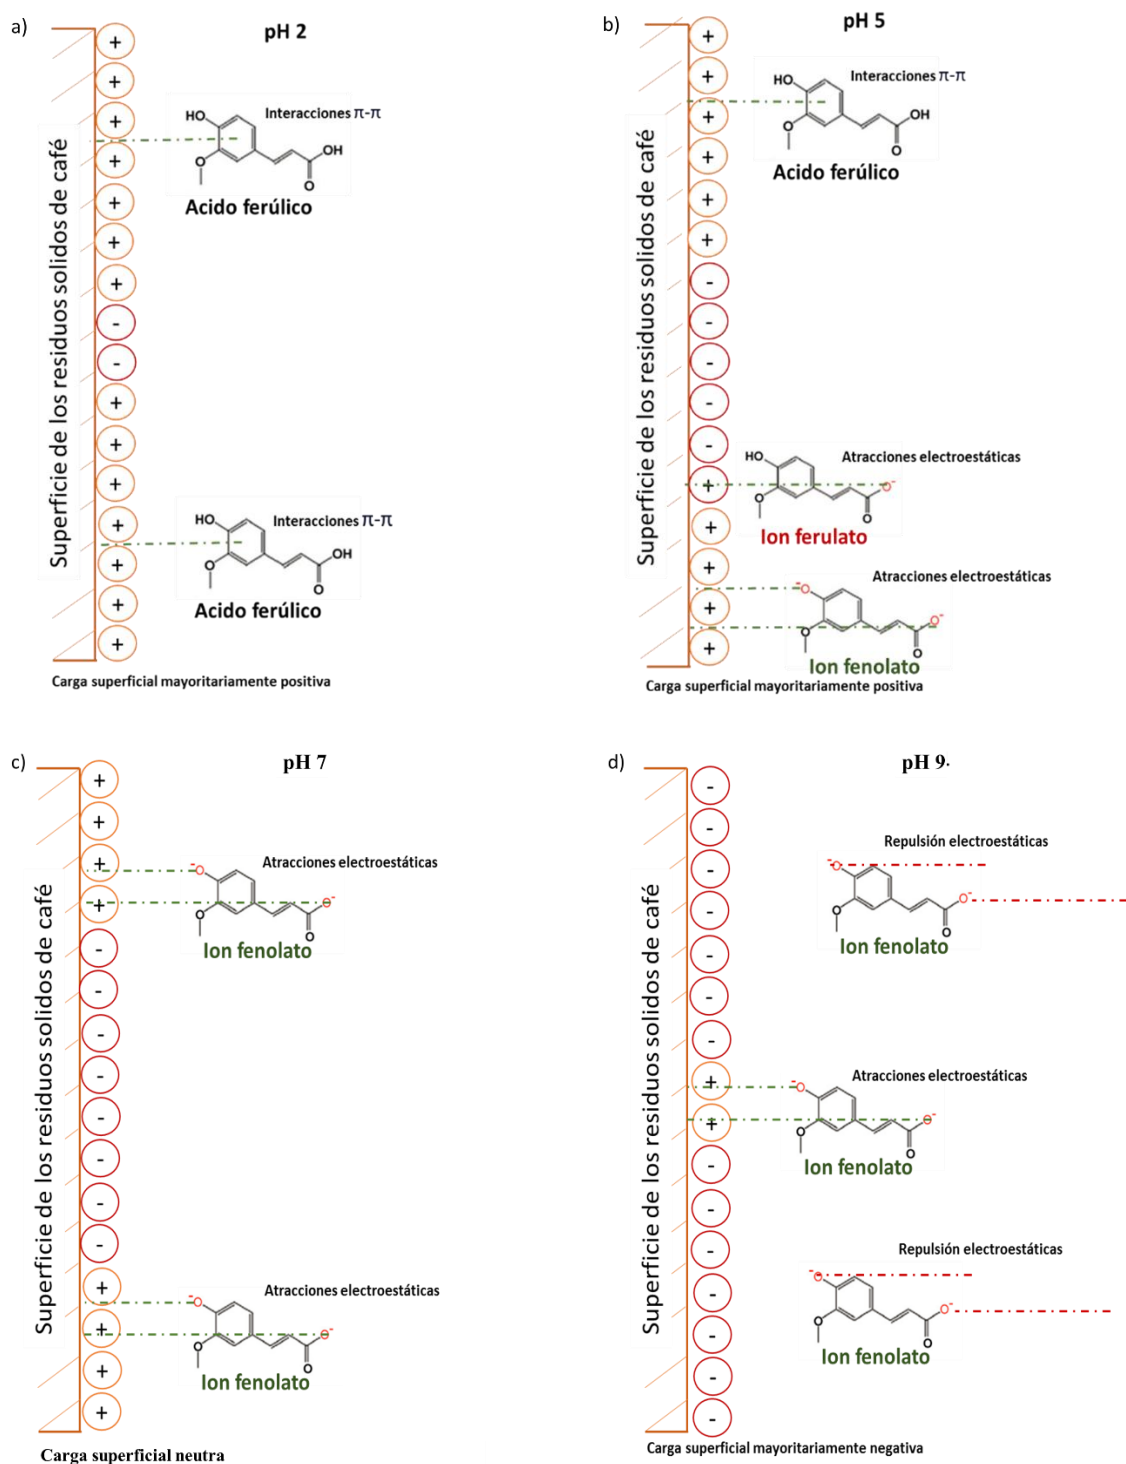 a)
pH 2
+
+
+
Interacciones π-π
HO
OH
O
O
Acido ferúlico
+
+
+
+
-
-
+
+
+
+
Interacciones π-π
HO
OH
O
O
Acido ferúlico
+
+
+
Superficie de los residuos solidos de café
Carga superficial mayoritariamente positiva
b)
pH 5
+
+
+
Interacciones π-π
HO
OH
O
O
Acido ferúlico
+
+
+
-
-
-
-
-
+
Atracciones electroestáticas
HO
O-
O
O
Ion ferulato
+
+
+
+
Atracciones electroestáticas
-O
O-
O
O
Ion fenolato
Superficie de los residuos solidos de café
Carga superficial mayoritariamente positiva
c)
pH 7
+
+
+
+
Atracciones electroestáticas
-O
O-
O
O
Ion fenolato
-
-
-
-
-
-
-
-
+
+
+
+
Atracciones electroestáticas
-O
O-
O
O
Ion fenolato
Superficie de los residuos solidos de café
Carga superficial neutra
d)
pH 9.
-
-
-
-
-
-
-
Repulsión electroestáticas
-O
O-
O
O
Ion fenolato
+
+
Atracciones electroestáticas
-O
O-
O
O
Ion fenolato
-
-
-
-
-
-
-
Repulsión electroestáticas
-O
O-
O
O
Ion fenolato
Superficie de los residuos solidos de café
Carga superficial mayoritariamente negativa